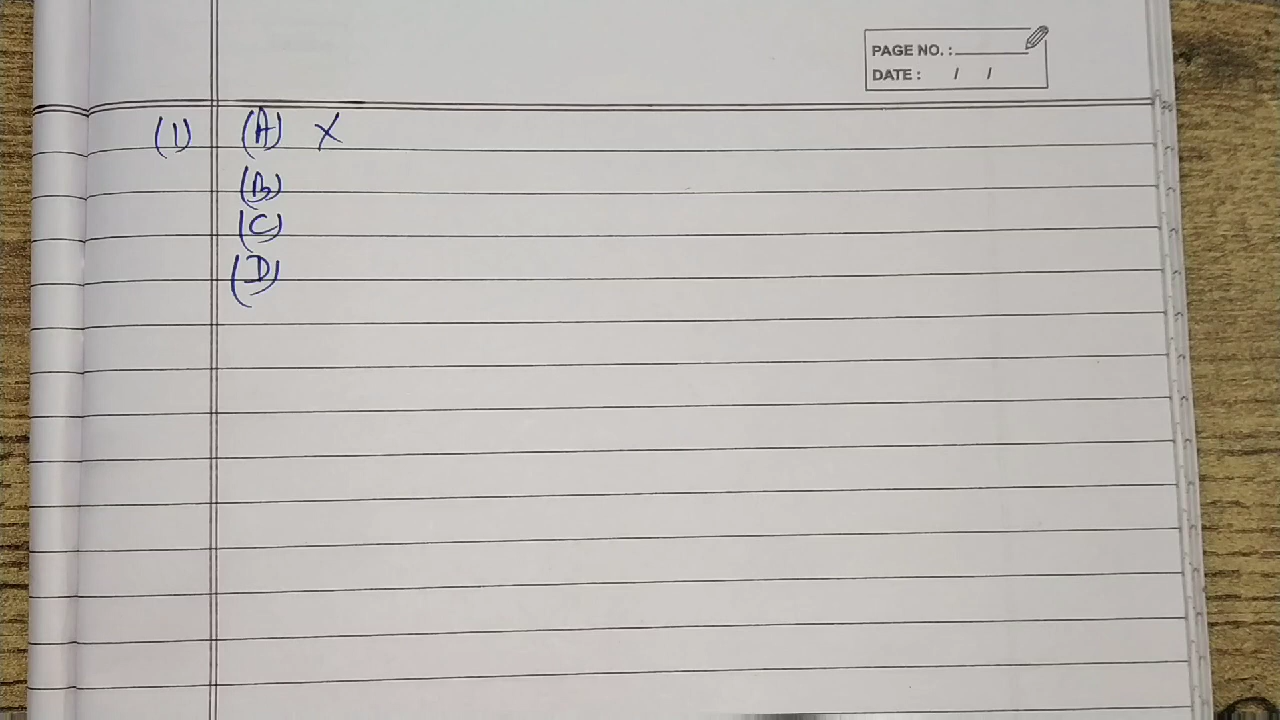 PAGE NO. :
DATE : / /
(1) (A) X
(B)
(C)
(D)